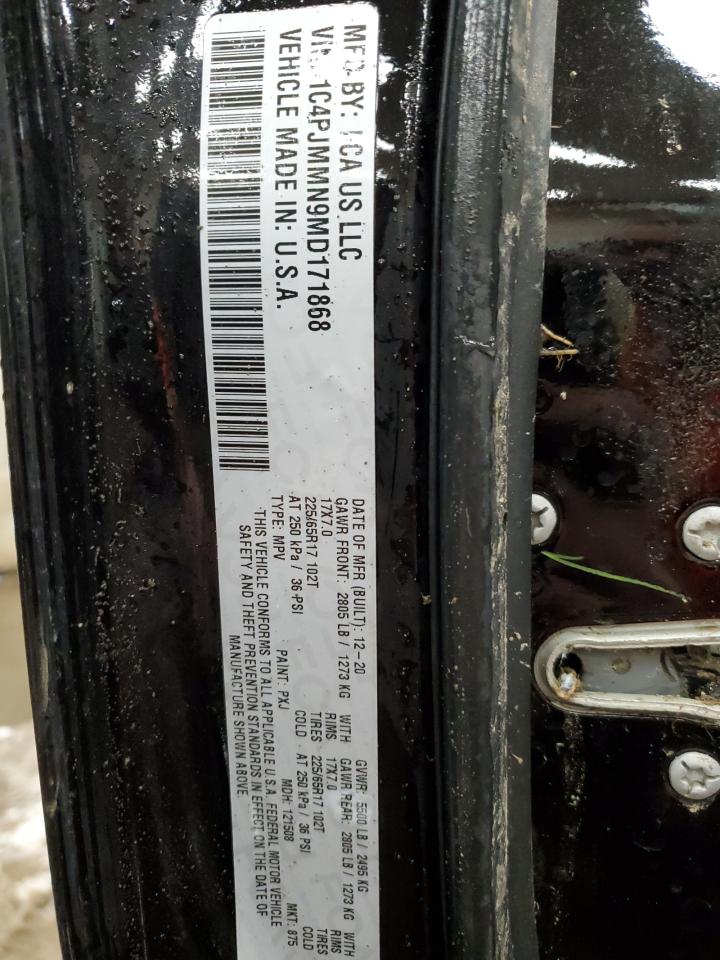 MFD BY: FCA US LLC
VIN: 1C4PJMMN9MD171868
VEHICLE MADE IN: U.S.A.
DATE OF MFR (BUILT): 12-20 GVWR: 5500 LB / 2495 KG
GAWR FRONT: 2805 LB / 1273 KG WITH GAWR REAR: 2805 LB / 1273 KG WITH
17X7.0 RIMS 17X7.0 RIMS
225/65R17 102T TIRES 225/65R17 102T TIRES
AT 250 kPa / 36 PSI COLD AT 250 kPa / 36 PSI COLD
TYPE: MPV PAINT: PXJ MDH: 121508 MKT: 875
THIS VEHICLE CONFORMS TO ALL APPLICABLE U.S.A. FEDERAL MOTOR VEHICLE
SAFETY AND THEFT PREVENTION STANDARDS IN EFFECT ON THE DATE OF
MANUFACTURE SHOWN ABOVE.